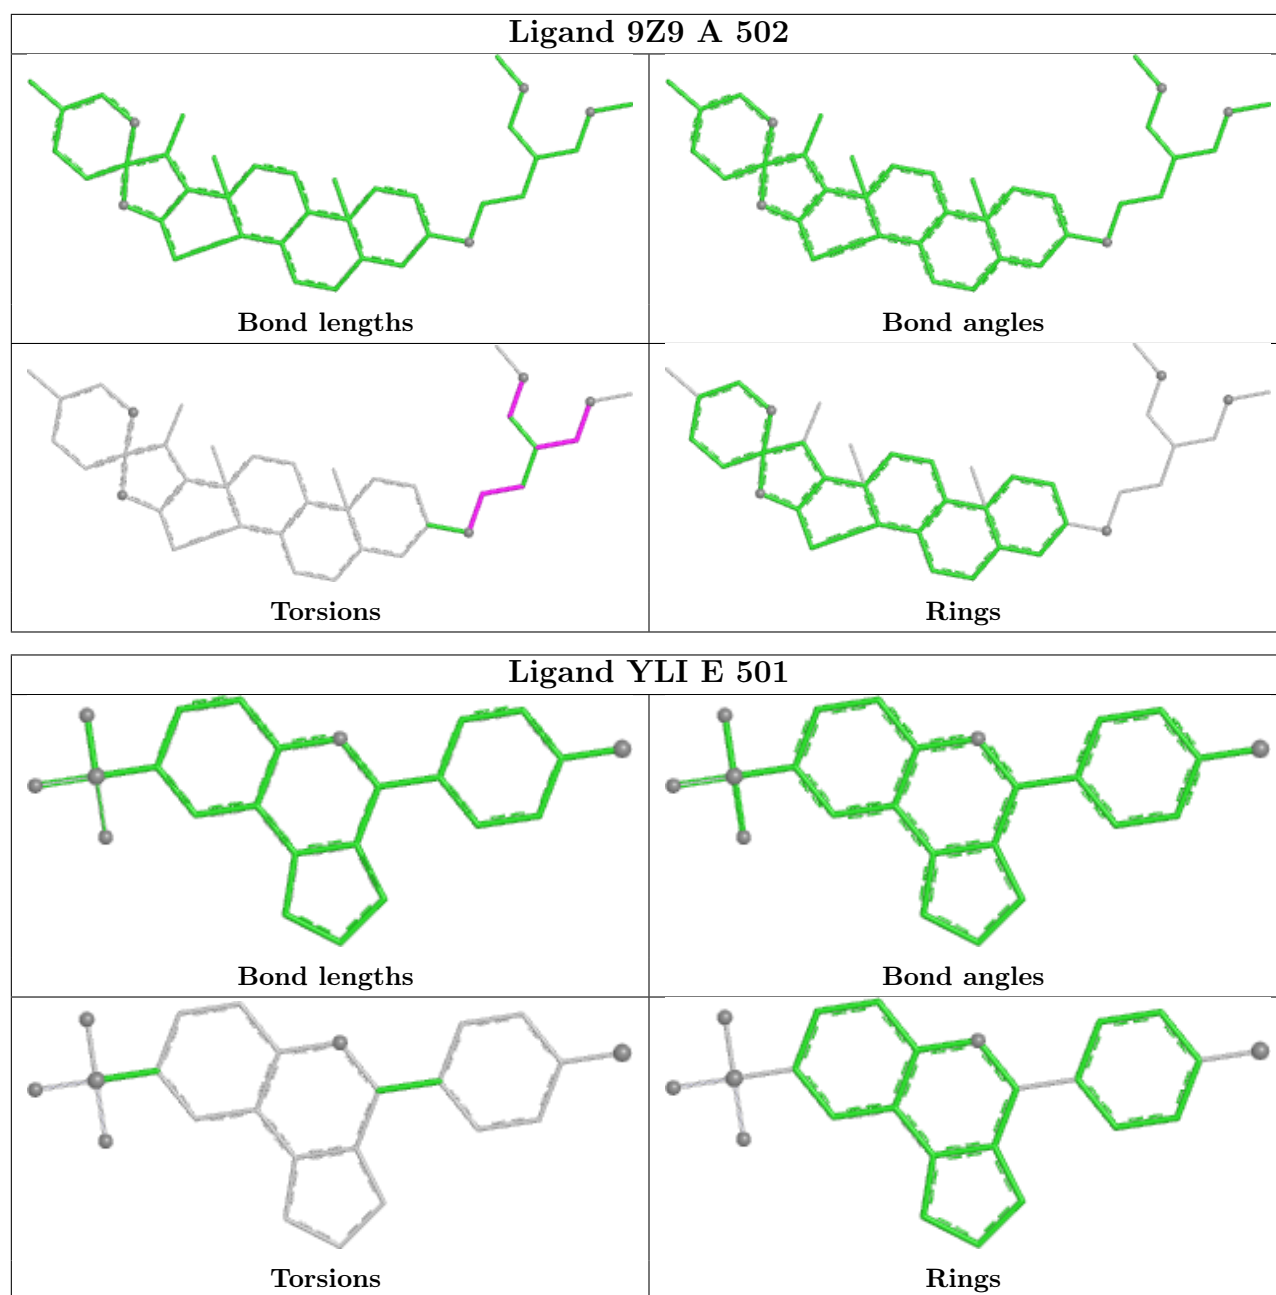 Ligand 9Z9 A 502
Bond lengths
Bond angles
Torsions
Rings
Ligand YLI E 501
Bond lengths
Bond angles
Torsions
Rings